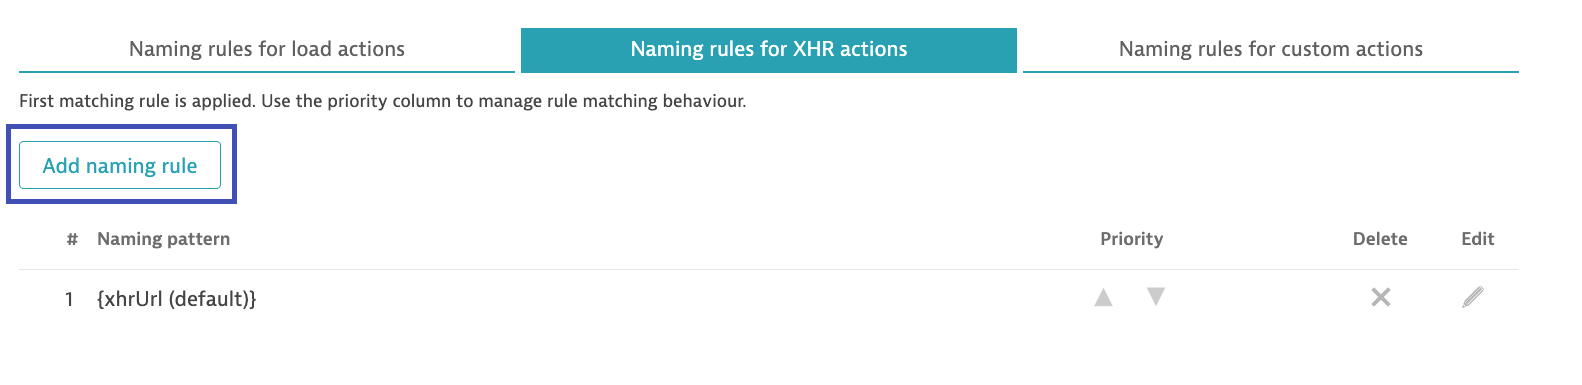 Naming rules for load actions
Naming rules for XHR actions
Naming rules for custom actions
First matching rule is applied. Use the priority column to manage rule matching behaviour.
Add naming rule
# Naming pattern Priority Delete Edit
1 {xhrUrl (default)}